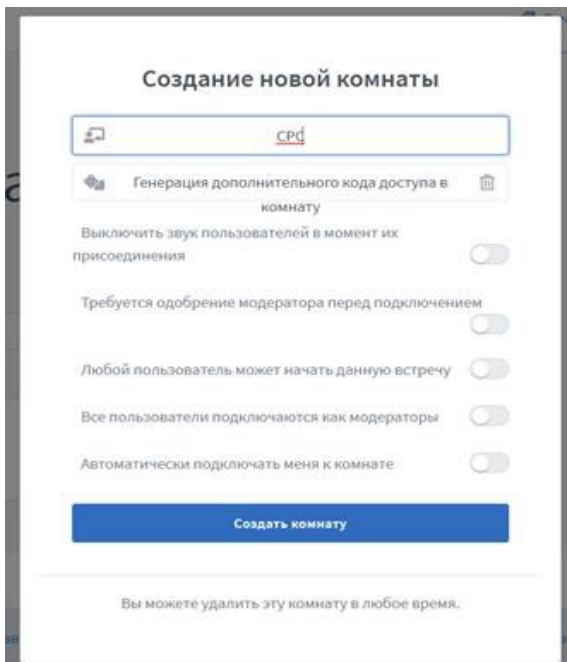 Создание новой комнаты
CPd
Генерация дополнительного кода доступа в
комнату
Выключить звук пользователей в момент их
присоединения
Требуется одобрение модератора перед подключением
Любой пользователь может начать данную встречу
Все пользователи подключаются как модераторы
Автоматически подключать меня к комнате
Создать комнату
Вы можете удалить эту комнату в любое время.